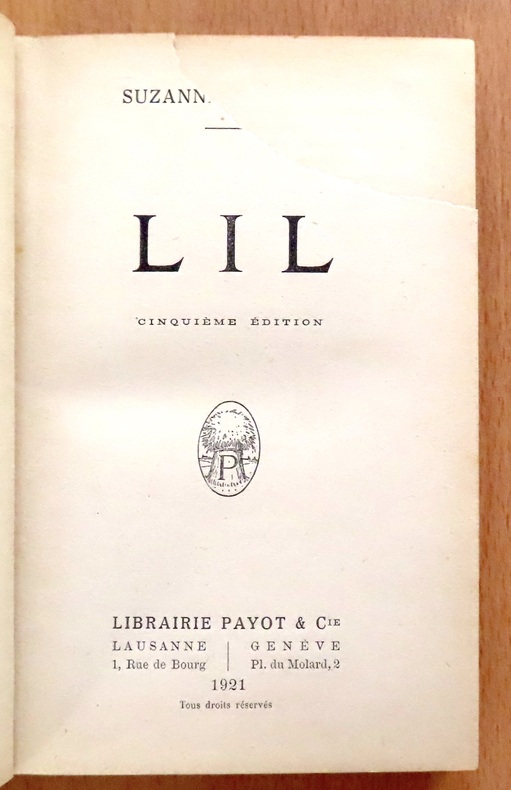 SUZANN
LIL
CINQUIÈME ÉDITION
P
LIBRAIRIE PAYOT & CIE
LAUSANNE | GENÈVE
1, Rue de Bourg | Pl. du Molard, 2
1921
Tous droits réservés